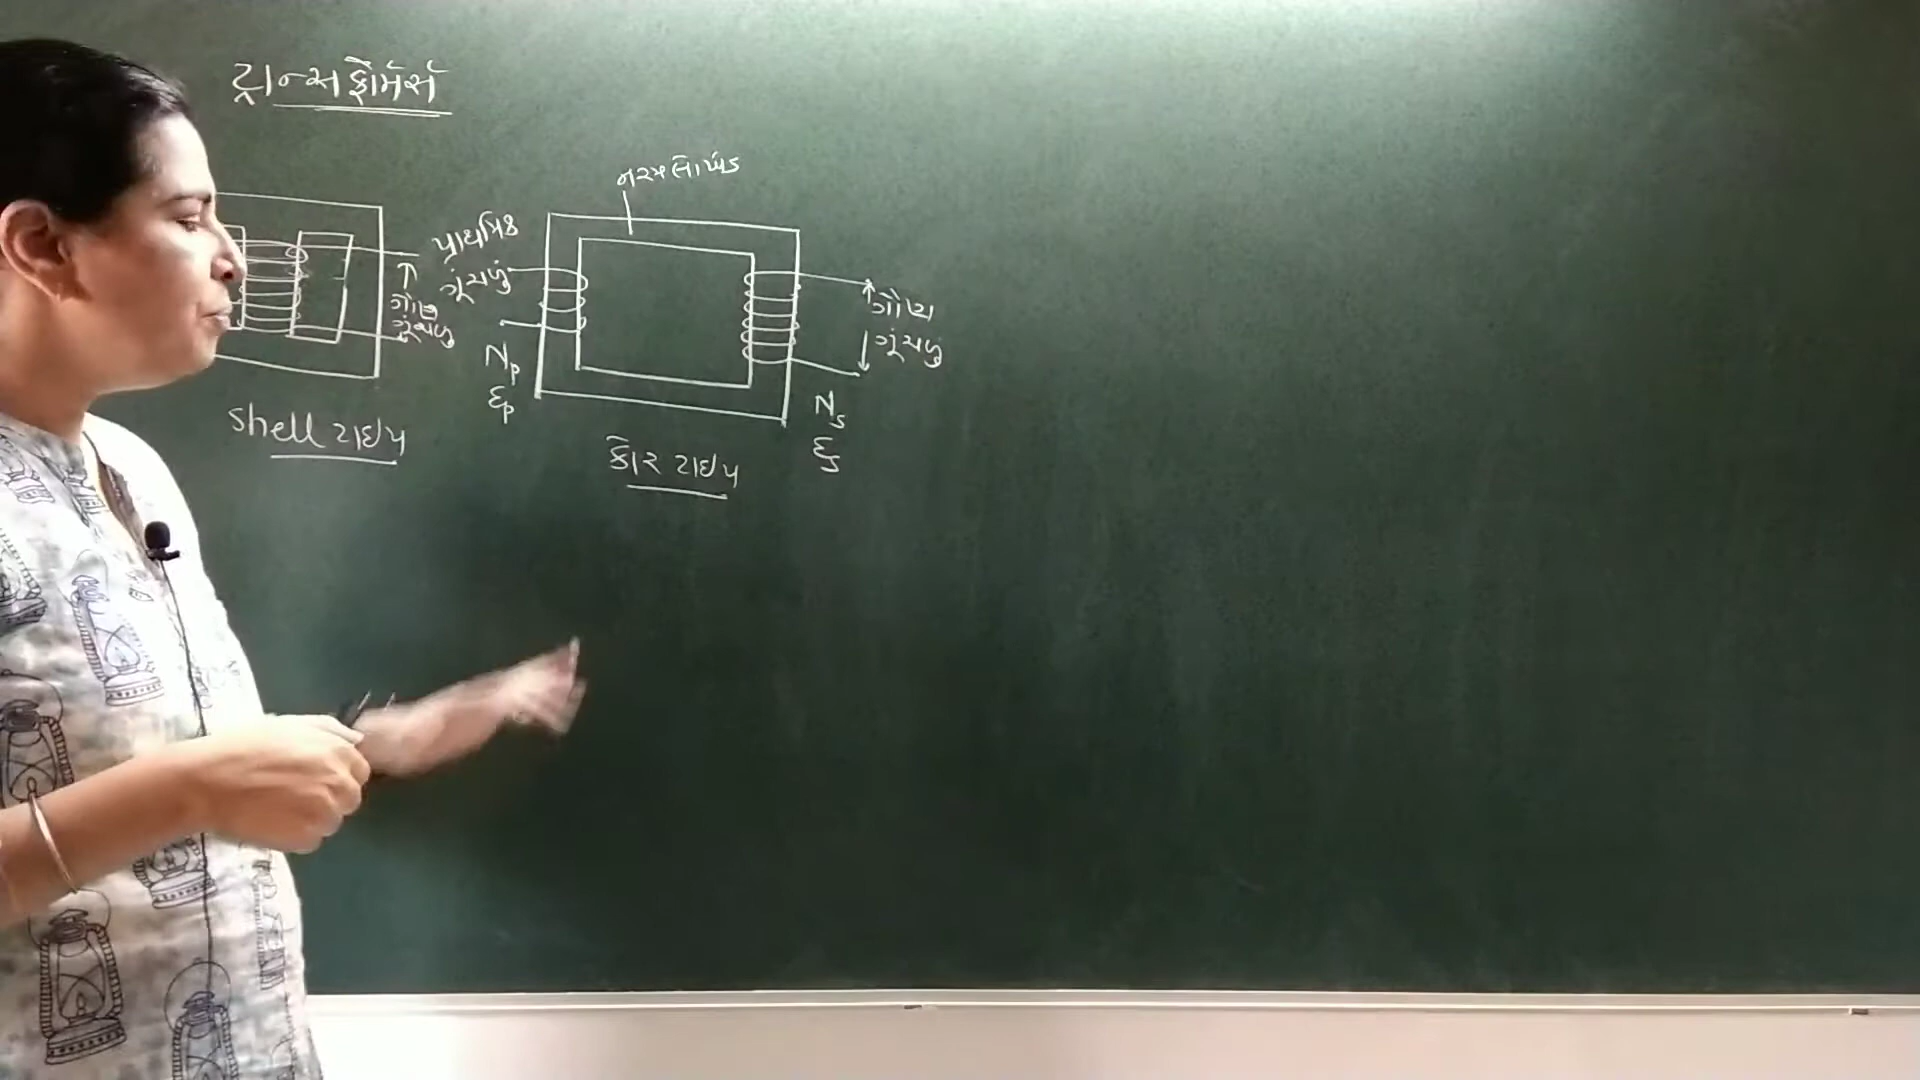 ટ્રાન્સફૉર્મર્સ
ગૌણ
ગૂંચળું
Shell ટાઇપ
નરમ લોખંડ
પ્રાથમિક
ગૂંચળું
Np
εp
ગૌણ
ગૂંચળું
Ns
εs
કોર ટાઇપ